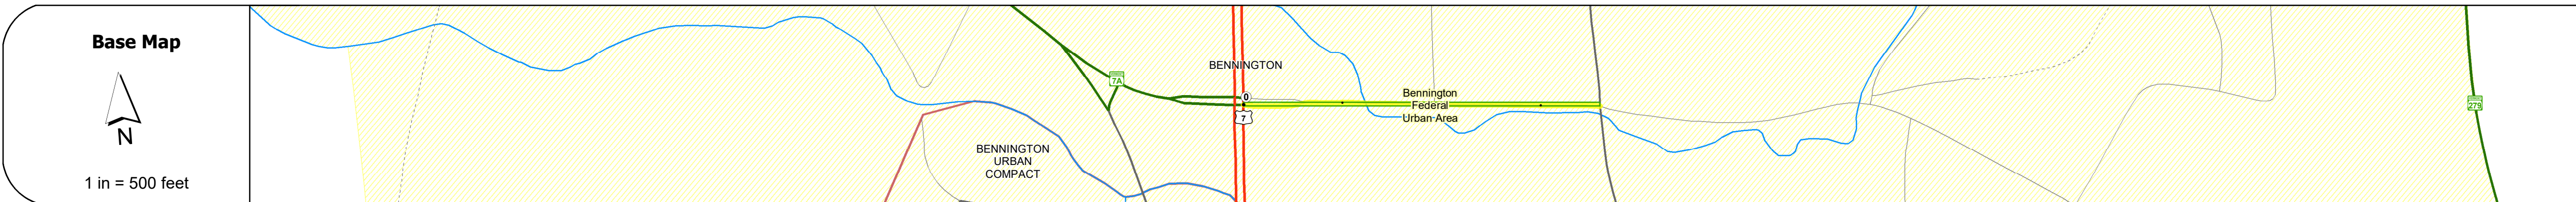 Base Map
N
1 in = 500 feet
7A
BENNINGTON
0
7
Bennington
Federal
Urban Area
BENNINGTON
URBAN
COMPACT
279